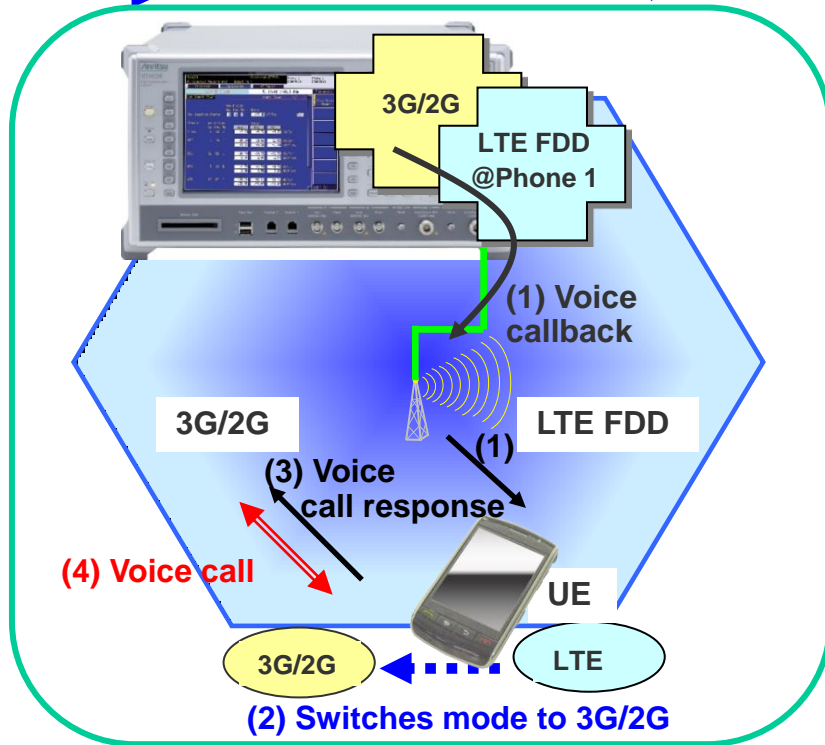 Anritsu
3G/2G
LTE FDD
@Phone 1
(1) Voice
callback
3G/2G
LTE FDD
(1)
(3) Voice
call response
(4) Voice call
UE
3G/2G
LTE
(2) Switches mode to 3G/2G